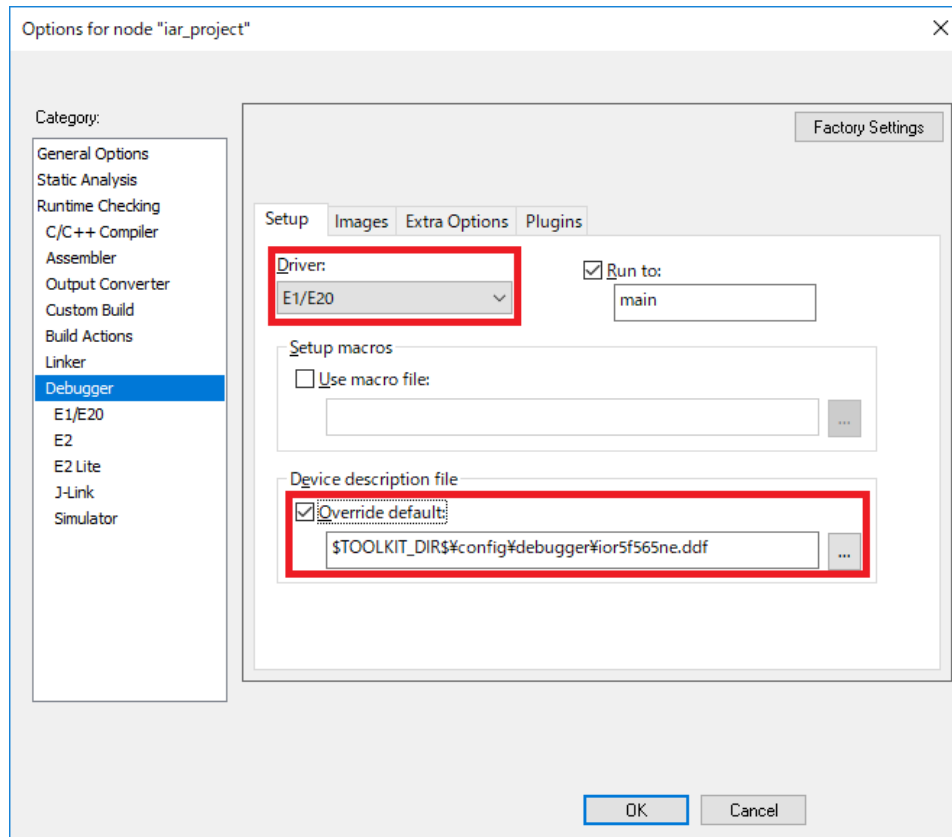 Options for node "iar_project"
Category:
Factory Settings
General Options
Static Analysis
Runtime Checking
C/C++ Compiler
Assembler
Output Converter
Custom Build
Build Actions
Linker
Debugger
E1/E20
E2
E2 Lite
J-Link
Simulator
Setup Images Extra Options Plugins
Driver:
E1/E20
Run to:
main
Setup macros
Use macro file:
...
Device description file
Override default:
$TOOLKIT_DIR$¥config¥debugger¥ior5f565ne.ddf
...
OK Cancel